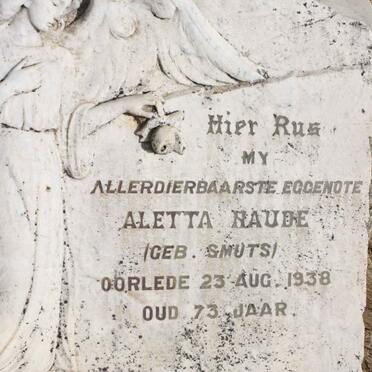 Hier Rus
MY
ALLERDIERBAARSTE EGGENOTE
ALETTA NAUDE
(GEB. SMUTS)
OORLEDE 23 AUG. 1938
OUD 73 JAAR.